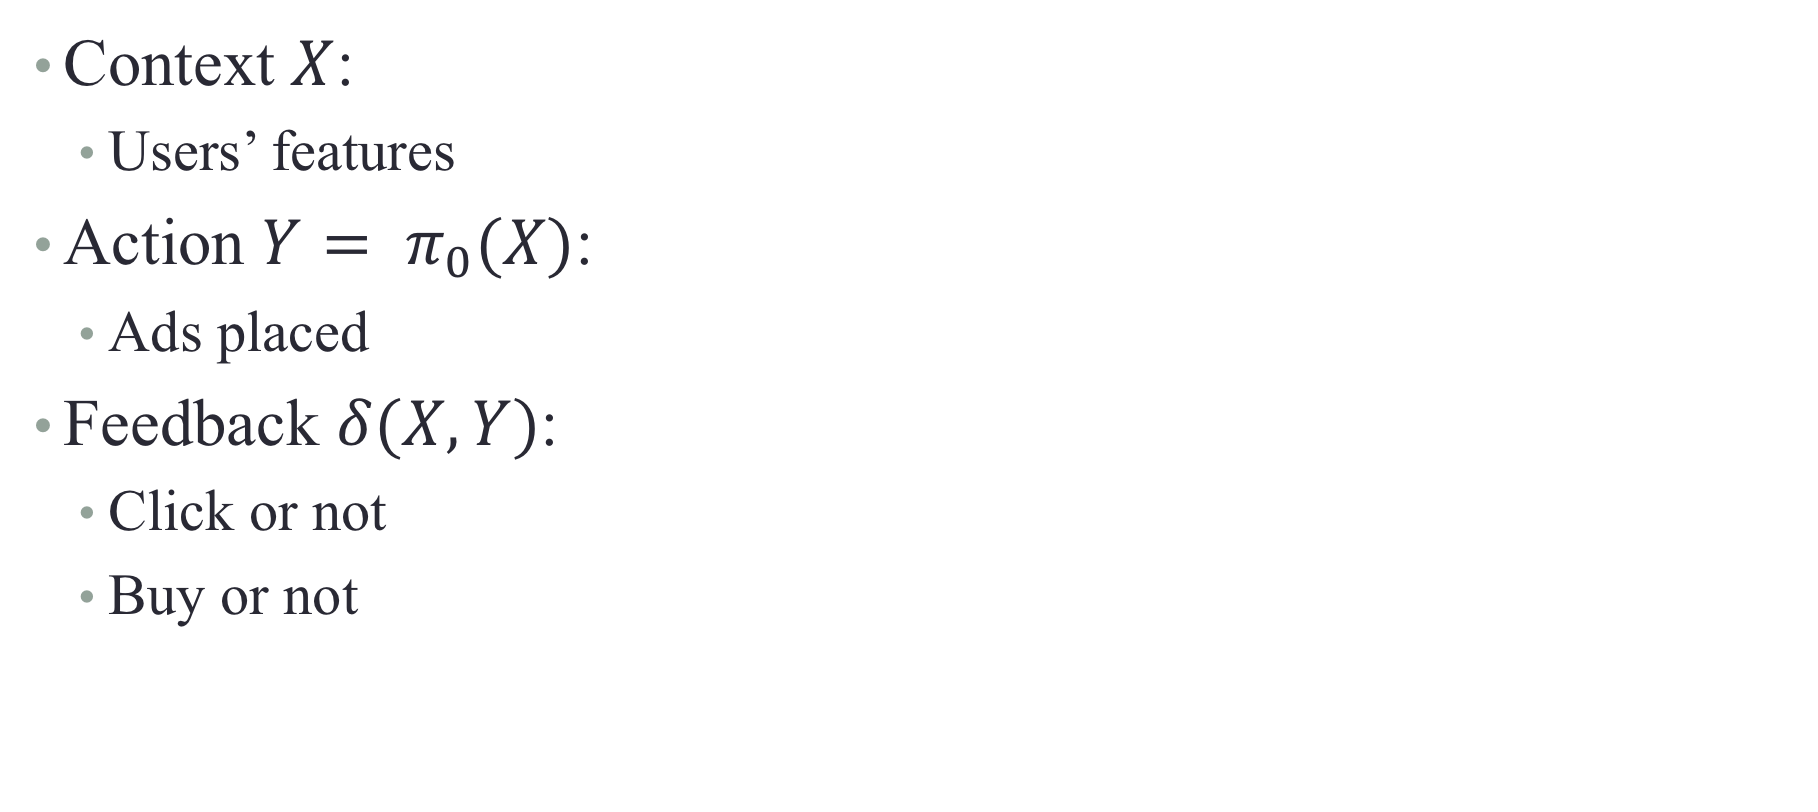 • Context 𝑋:
• Users’ features
• Action 𝑌 = 𝜋₀(𝑋):
• Ads placed
• Feedback 𝛿(𝑋, 𝑌):
• Click or not
• Buy or not